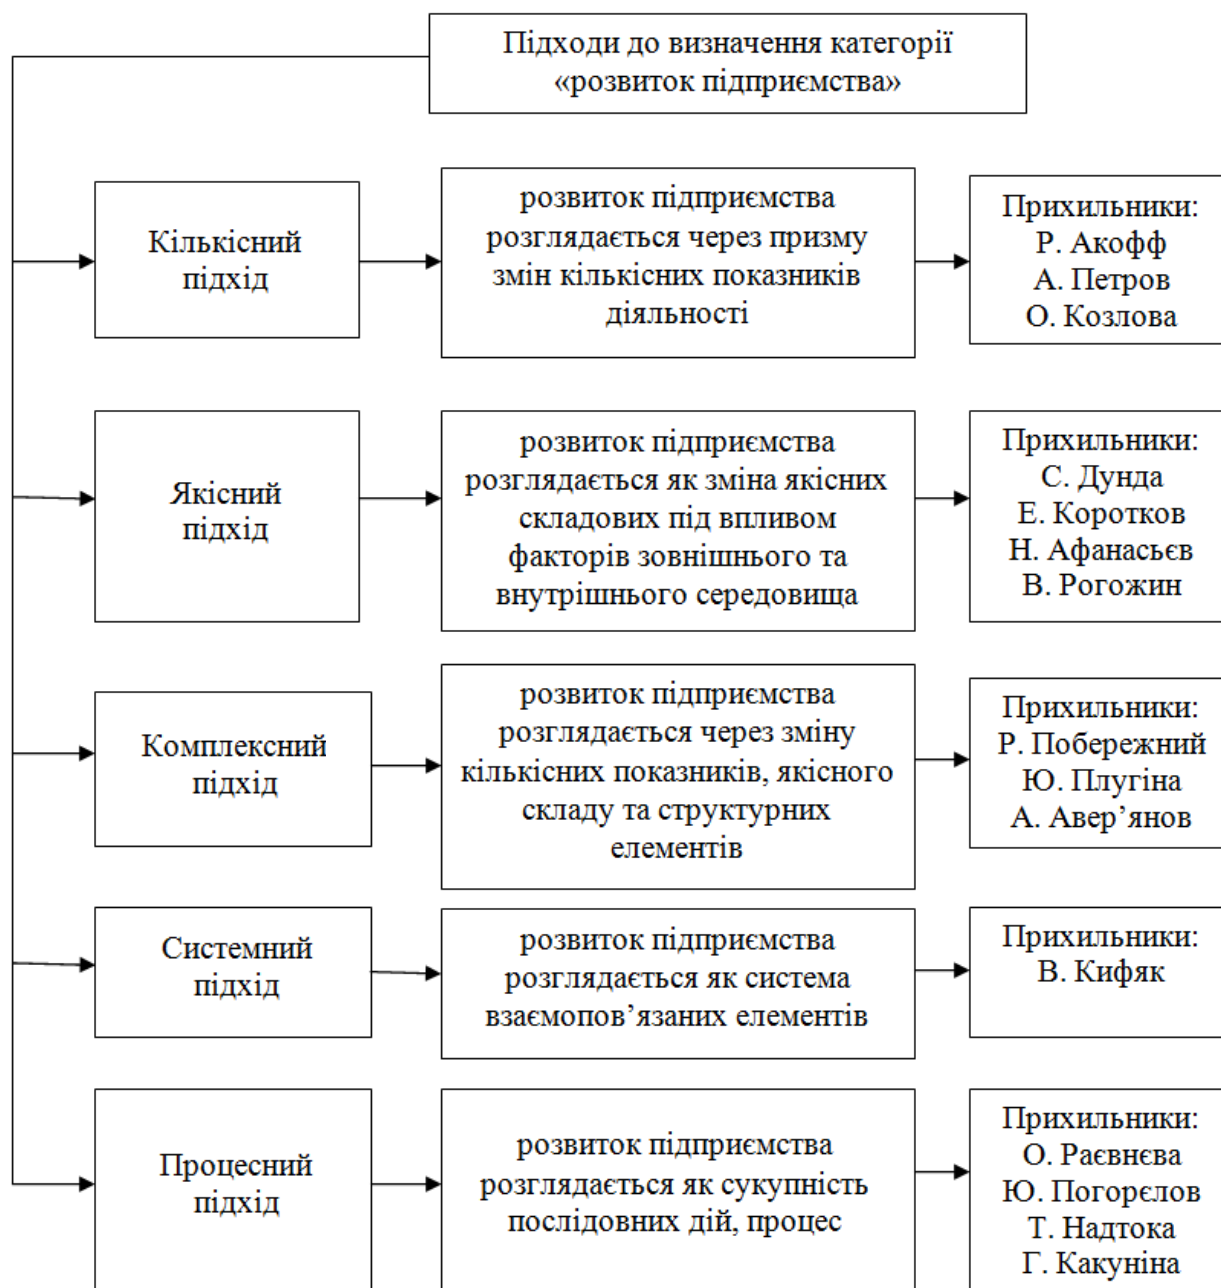 Підходи до визначення категорії
«розвиток підприємства»
Кількісний
підхід
розвиток підприємства
розглядається через призму
змін кількісних показників
діяльності
Прихильники:
Р. Акофф
А. Петров
О. Козлова
Якісний
підхід
розвиток підприємства
розглядається як зміна якісних
складових під впливом
факторів зовнішнього та
внутрішнього середовища
Прихильники:
С. Дунда
Е. Коротков
Н. Афанасьєв
В. Рогожин
Комплексний
підхід
розвиток підприємства
розглядається через зміну
кількісних показників, якісного
складу та структурних
елементів
Прихильники:
Р. Побережний
Ю. Плугіна
А. Авер’янов
Системний
підхід
розвиток підприємства
розглядається як система
взаємопов’язаних елементів
Прихильники:
В. Кифяк
Процесний
підхід
розвиток підприємства
розглядається як сукупність
послідовних дій, процес
Прихильники:
О. Раєвнєва
Ю. Погорєлов
Т. Надтока
Г. Какуніна